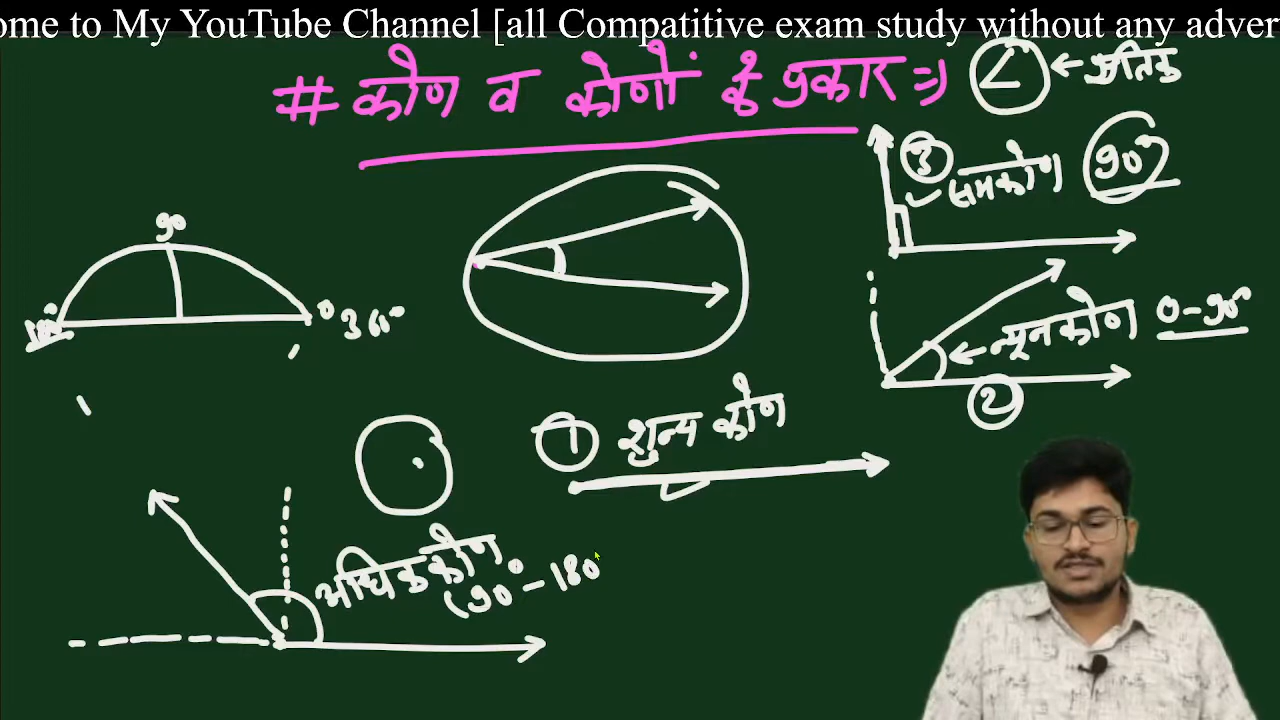 ome to My YouTube Channel [all Compatitive exam study without any adver
# कोण व कोणों के प्रकार =>
∠ ← प्रतिक
③ समकोण 90°
90
0
360°
← न्यूनकोण 0-90°
②
① शुन्य कोण
अधिककोण
(90°-180°